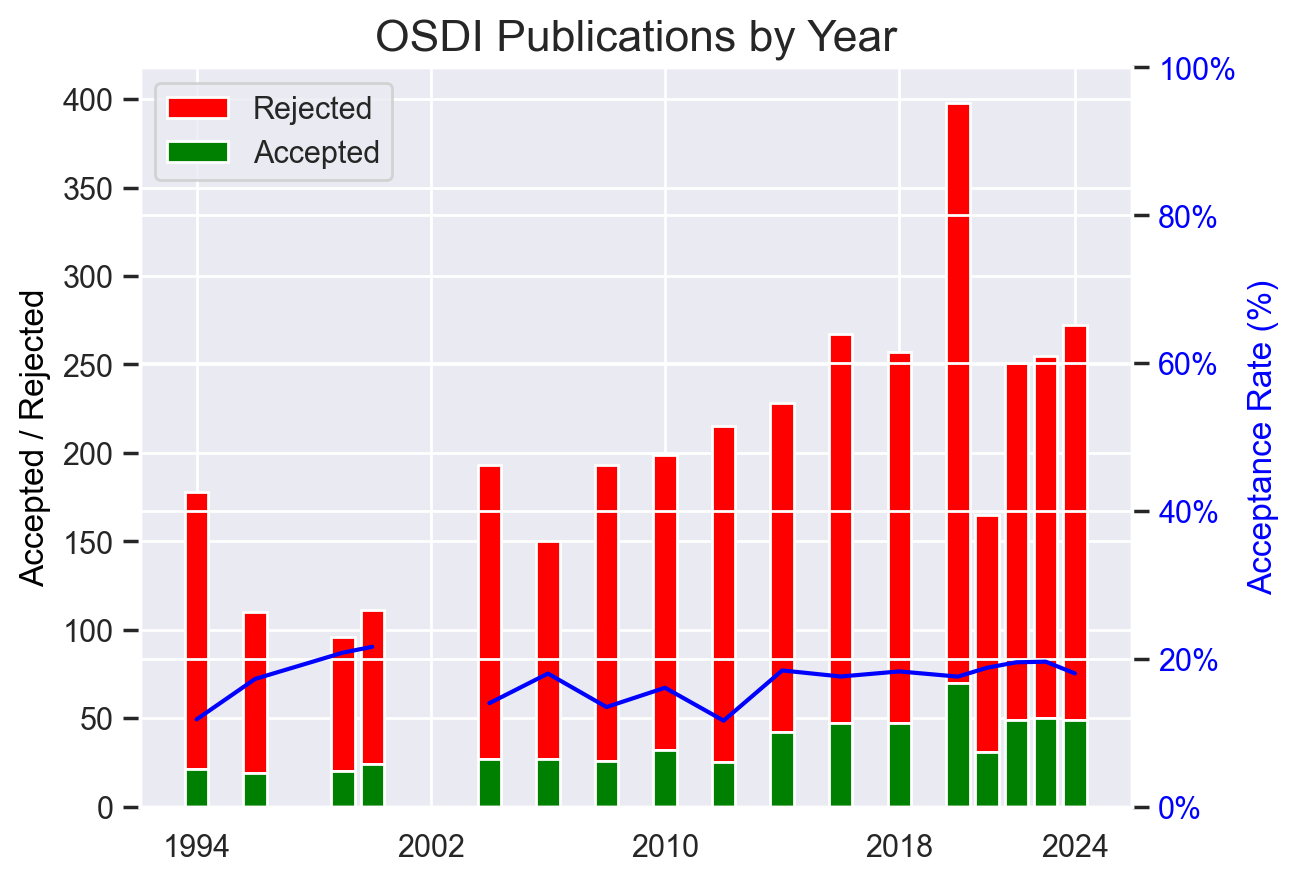 OSDI Publications by Year
Rejected
Accepted
400
350
300
250
200
150
100
50
0
Accepted / Rejected
100%
80%
60%
40%
20%
0%
Acceptance Rate (%)
1994 2002 2010 2018 2024